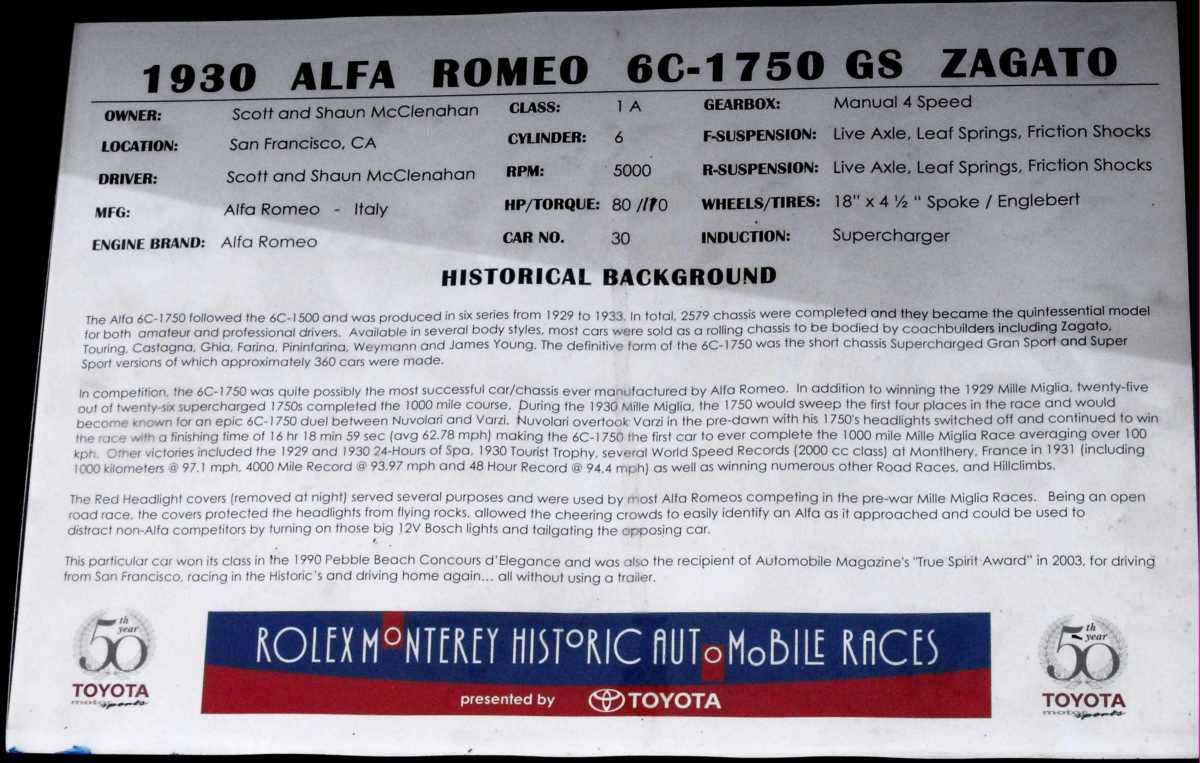 1930 ALFA ROMEO 6C-1750 GS ZAGATO
OWNER: Scott and Shaun McClenahan CLASS: 1 A GEARBOX: Manual 4 Speed
LOCATION: San Francisco, CA CYLINDER: 6 F-SUSPENSION: Live Axle, Leaf Springs, Friction Shocks
DRIVER: Scott and Shaun McClenahan RPM: 5000 R-SUSPENSION: Live Axle, Leaf Springs, Friction Shocks
MFG: Alfa Romeo - Italy HP/TORQUE: 80 //10 WHEELS/TIRES: 18" x 4 ½ " Spoke / Englebert
ENGINE BRAND: Alfa Romeo CAR NO. 30 INDUCTION: Supercharger
HISTORICAL BACKGROUND
The Alfa 6C-1750 followed the 6C-1500 and was produced in six series from 1929 to 1933. In total, 2579 chassis were completed and they became the quintessential model
for both amateur and professional drivers. Available in several body styles, most cars were sold as a rolling chassis to be bodied by coachbuilders including Zagato,
Touring, Castagna, Ghia, Farina, Pininfarina, Weymann and James Young. The definitive form of the 6C-1750 was the short chassis Supercharged Gran Sport and Super
Sport versions of which approximately 360 cars were made.
In competition, the 6C-1750 was quite possibly the most successful car/chassis ever manufactured by Alfa Romeo. In addition to winning the 1929 Mille Miglia, twenty-five
out of twenty-six supercharged 1750s completed the 1000 mile course. During the 1930 Mille Miglia, the 1750 would sweep the first four places in the race and would
become known for an epic 6C-1750 duel between Nuvolari and Varzi. Nuvolari overtook Varzi in the pre-dawn with his 1750's headlights switched off and continued to win
the race with a finishing time of 16 hr 18 min 59 sec (avg 62.78 mph) making the 6C-1750 the first car to ever complete the 1000 mile Mille Miglia Race averaging over 100
kph. Other victories included the 1929 and 1930 24-Hours of Spa, 1930 Tourist Trophy, several World Speed Records (2000 cc class) at Montlhery, France in 1931 (including
1000 kilometers @ 97.1 mph, 4000 Mile Record @ 93.97 mph and 48 Hour Record @ 94.4 mph) as well as winning numerous other Road Races, and Hillclimbs.
The Red Headlight covers (removed at night) served several purposes and were used by most Alfa Romeos competing in the pre-war Mille Miglia Races. Being an open
road race, the covers protected the headlights from flying rocks, allowed the cheering crowds to easily identify an Alfa as it approached and could be used to
distract non-Alfa competitors by turning on those big 12V Bosch lights and tailgating the opposing car.
This particular car won its class in the 1990 Pebble Beach Concours d'Elegance and was also the recipient of Automobile Magazine's "True Spirit Award" in 2003, for driving
from San Francisco, racing in the Historic's and driving home again... all without using a trailer.
50th year
TOYOTA
motorsports
ROLEX MONTEREY HISTORIC AUTOMOBILE RACES
presented by TOYOTA
50th year
TOYOTA
motorsports